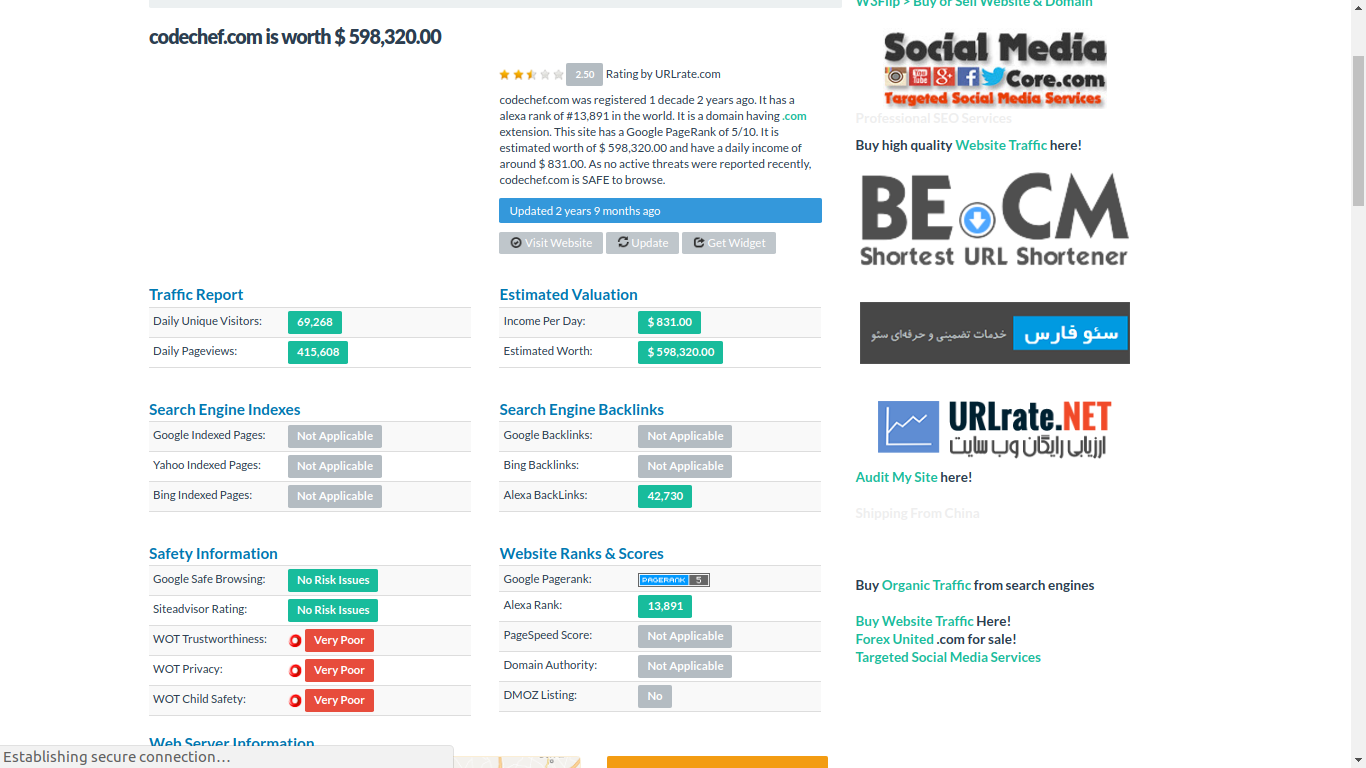 codechef.com is worth $ 598,320.00
2.50 Rating by URLrate.com
codechef.com was registered 1 decade 2 years ago. It has a
alexa rank of #13,891 in the world. It is a domain having .com
extension. This site has a Google PageRank of 5/10. It is
estimated worth of $ 598,320.00 and have a daily income of
around $ 831.00. As no active threats were reported recently,
codechef.com is SAFE to browse.
Updated 2 years 9 months ago
Visit Website Update Get Widget
Traffic Report
Daily Unique Visitors: 69,268
Daily Pageviews: 415,608
Estimated Valuation
Income Per Day: $ 831.00
Estimated Worth: $ 598,320.00
Search Engine Indexes
Google Indexed Pages: Not Applicable
Yahoo Indexed Pages: Not Applicable
Bing Indexed Pages: Not Applicable
Search Engine Backlinks
Google Backlinks: Not Applicable
Bing Backlinks: Not Applicable
Alexa BackLinks: 42,730
Safety Information
Google Safe Browsing: No Risk Issues
Siteadvisor Rating: No Risk Issues
WOT Trustworthiness: Very Poor
WOT Privacy: Very Poor
WOT Child Safety: Very Poor
Website Ranks & Scores
Google Pagerank: PAGERANK 5
Alexa Rank: 13,891
PageSpeed Score: Not Applicable
Domain Authority: Not Applicable
DMOZ Listing: No
Web Server Information
Establishing secure connection…
W3Flip > Buy or Sell Website & Domain
Social Media
You Tube g+ f Core.com
Targeted Social Media Services
Professional SEO Services
Buy high quality Website Traffic here!
BE.CM
Shortest URL Shortener
سئو فارس خدمات تضمینی و حرفه‌ای سئو
URLrate.NET
ارزیابی رایگان وب سایت
Audit My Site here!
Shipping From China
Buy Organic Traffic from search engines
Buy Website Traffic Here!
Forex United .com for sale!
Targeted Social Media Services